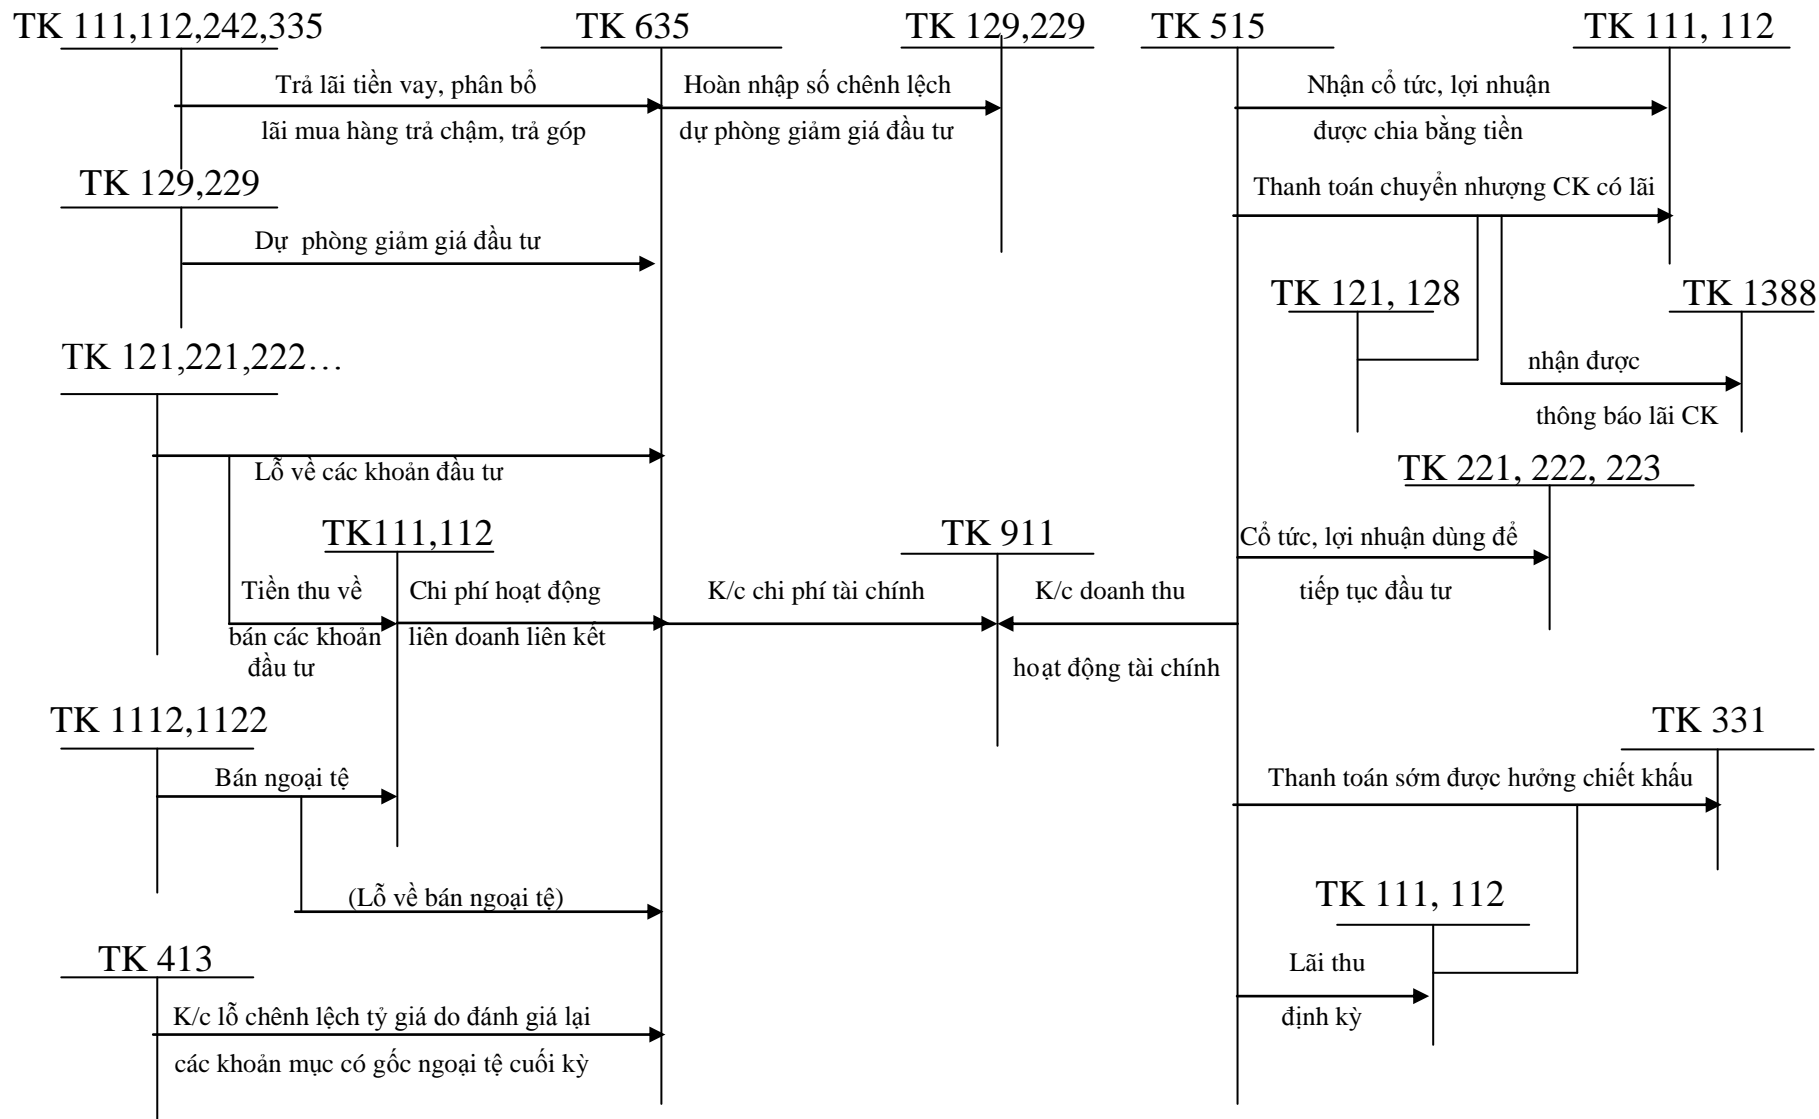 TK 111,112,242,335
TK 635
TK 129,229
TK 515
TK 111, 112
Trả lãi tiền vay, phân bổ
lãi mua hàng trả chậm, trả góp
Hoàn nhập số chênh lệch
dự phòng giảm giá đầu tư
Nhận cổ tức, lợi nhuận
được chia bằng tiền
TK 129,229
Dự phòng giảm giá đầu tư
Thanh toán chuyển nhượng CK có lãi
TK 121, 128
TK 1388
nhận được
thông báo lãi CK
TK 121,221,222…
Lỗ về các khoản đầu tư
TK 221, 222, 223
TK111,112
TK 911
Cổ tức, lợi nhuận dùng để
tiếp tục đầu tư
Tiền thu về
bán các khoản
đầu tư
Chi phí hoạt động
liên doanh liên kết
K/c chi phí tài chính
K/c doanh thu
hoạt động tài chính
TK 1112,1122
Bán ngoại tệ
(Lỗ về bán ngoại tệ)
TK 331
Thanh toán sớm được hưởng chiết khấu
TK 111, 112
Lãi thu
định kỳ
TK 413
K/c lỗ chênh lệch tỷ giá do đánh giá lại
các khoản mục có gốc ngoại tệ cuối kỳ